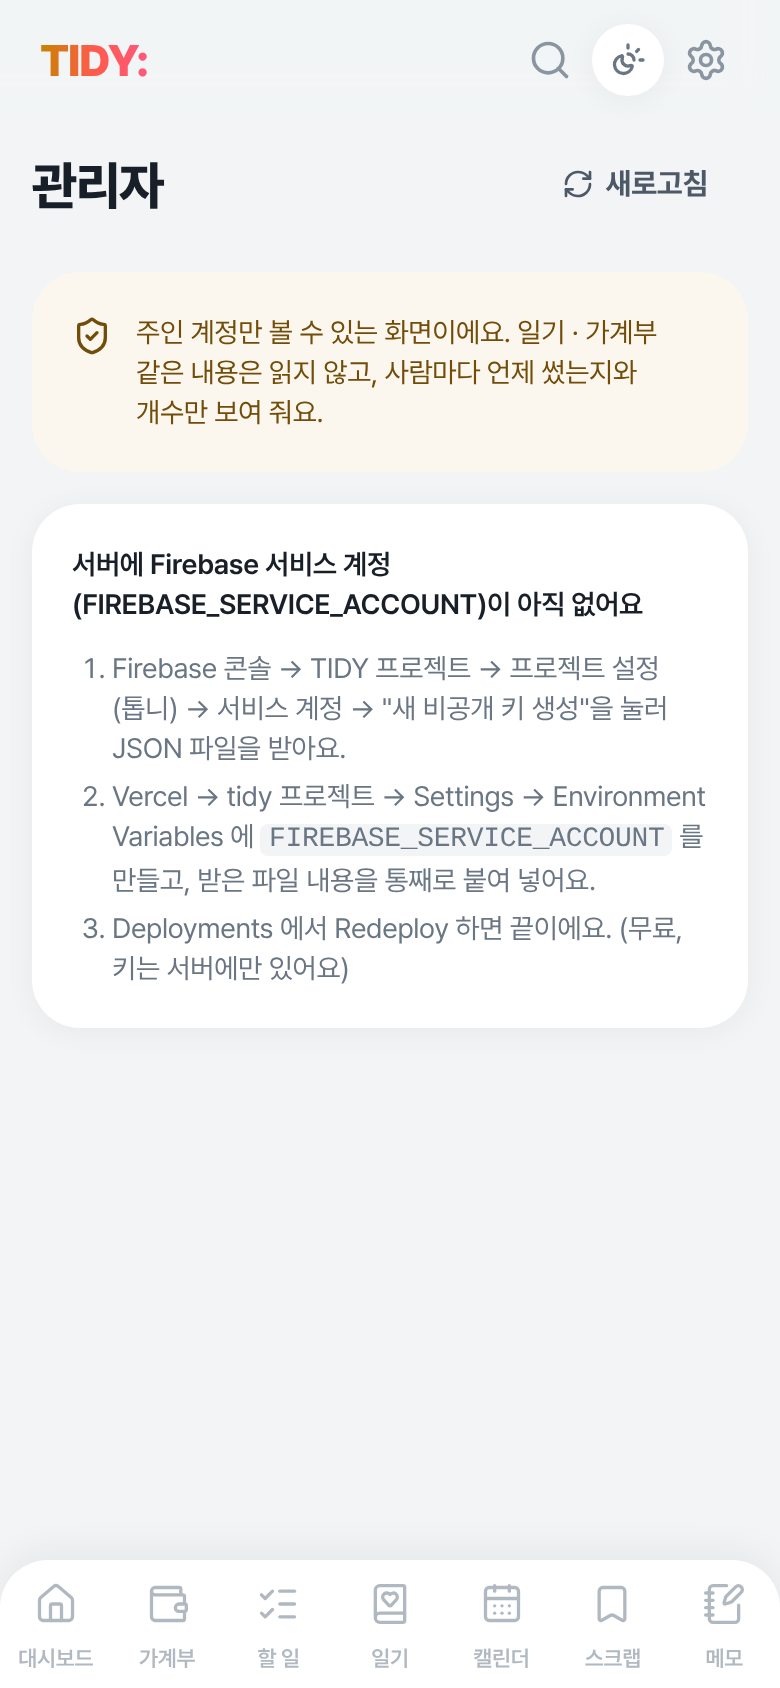 TIDY:
관리자
새로고침
주인 계정만 볼 수 있는 화면이에요. 일기 · 가계부
같은 내용은 읽지 않고, 사람마다 언제 썼는지와
개수만 보여 줘요.
서버에 Firebase 서비스 계정
(FIREBASE_SERVICE_ACCOUNT)이 아직 없어요
1. Firebase 콘솔 → TIDY 프로젝트 → 프로젝트 설정
(톱니) → 서비스 계정 → "새 비공개 키 생성"을 눌러
JSON 파일을 받아요.
2. Vercel → tidy 프로젝트 → Settings → Environment
Variables 에 FIREBASE_SERVICE_ACCOUNT 를
만들고, 받은 파일 내용을 통째로 붙여 넣어요.
3. Deployments 에서 Redeploy 하면 끝이에요. (무료,
키는 서버에만 있어요)
대시보드
가계부
할 일
일기
캘린더
스크랩
메모